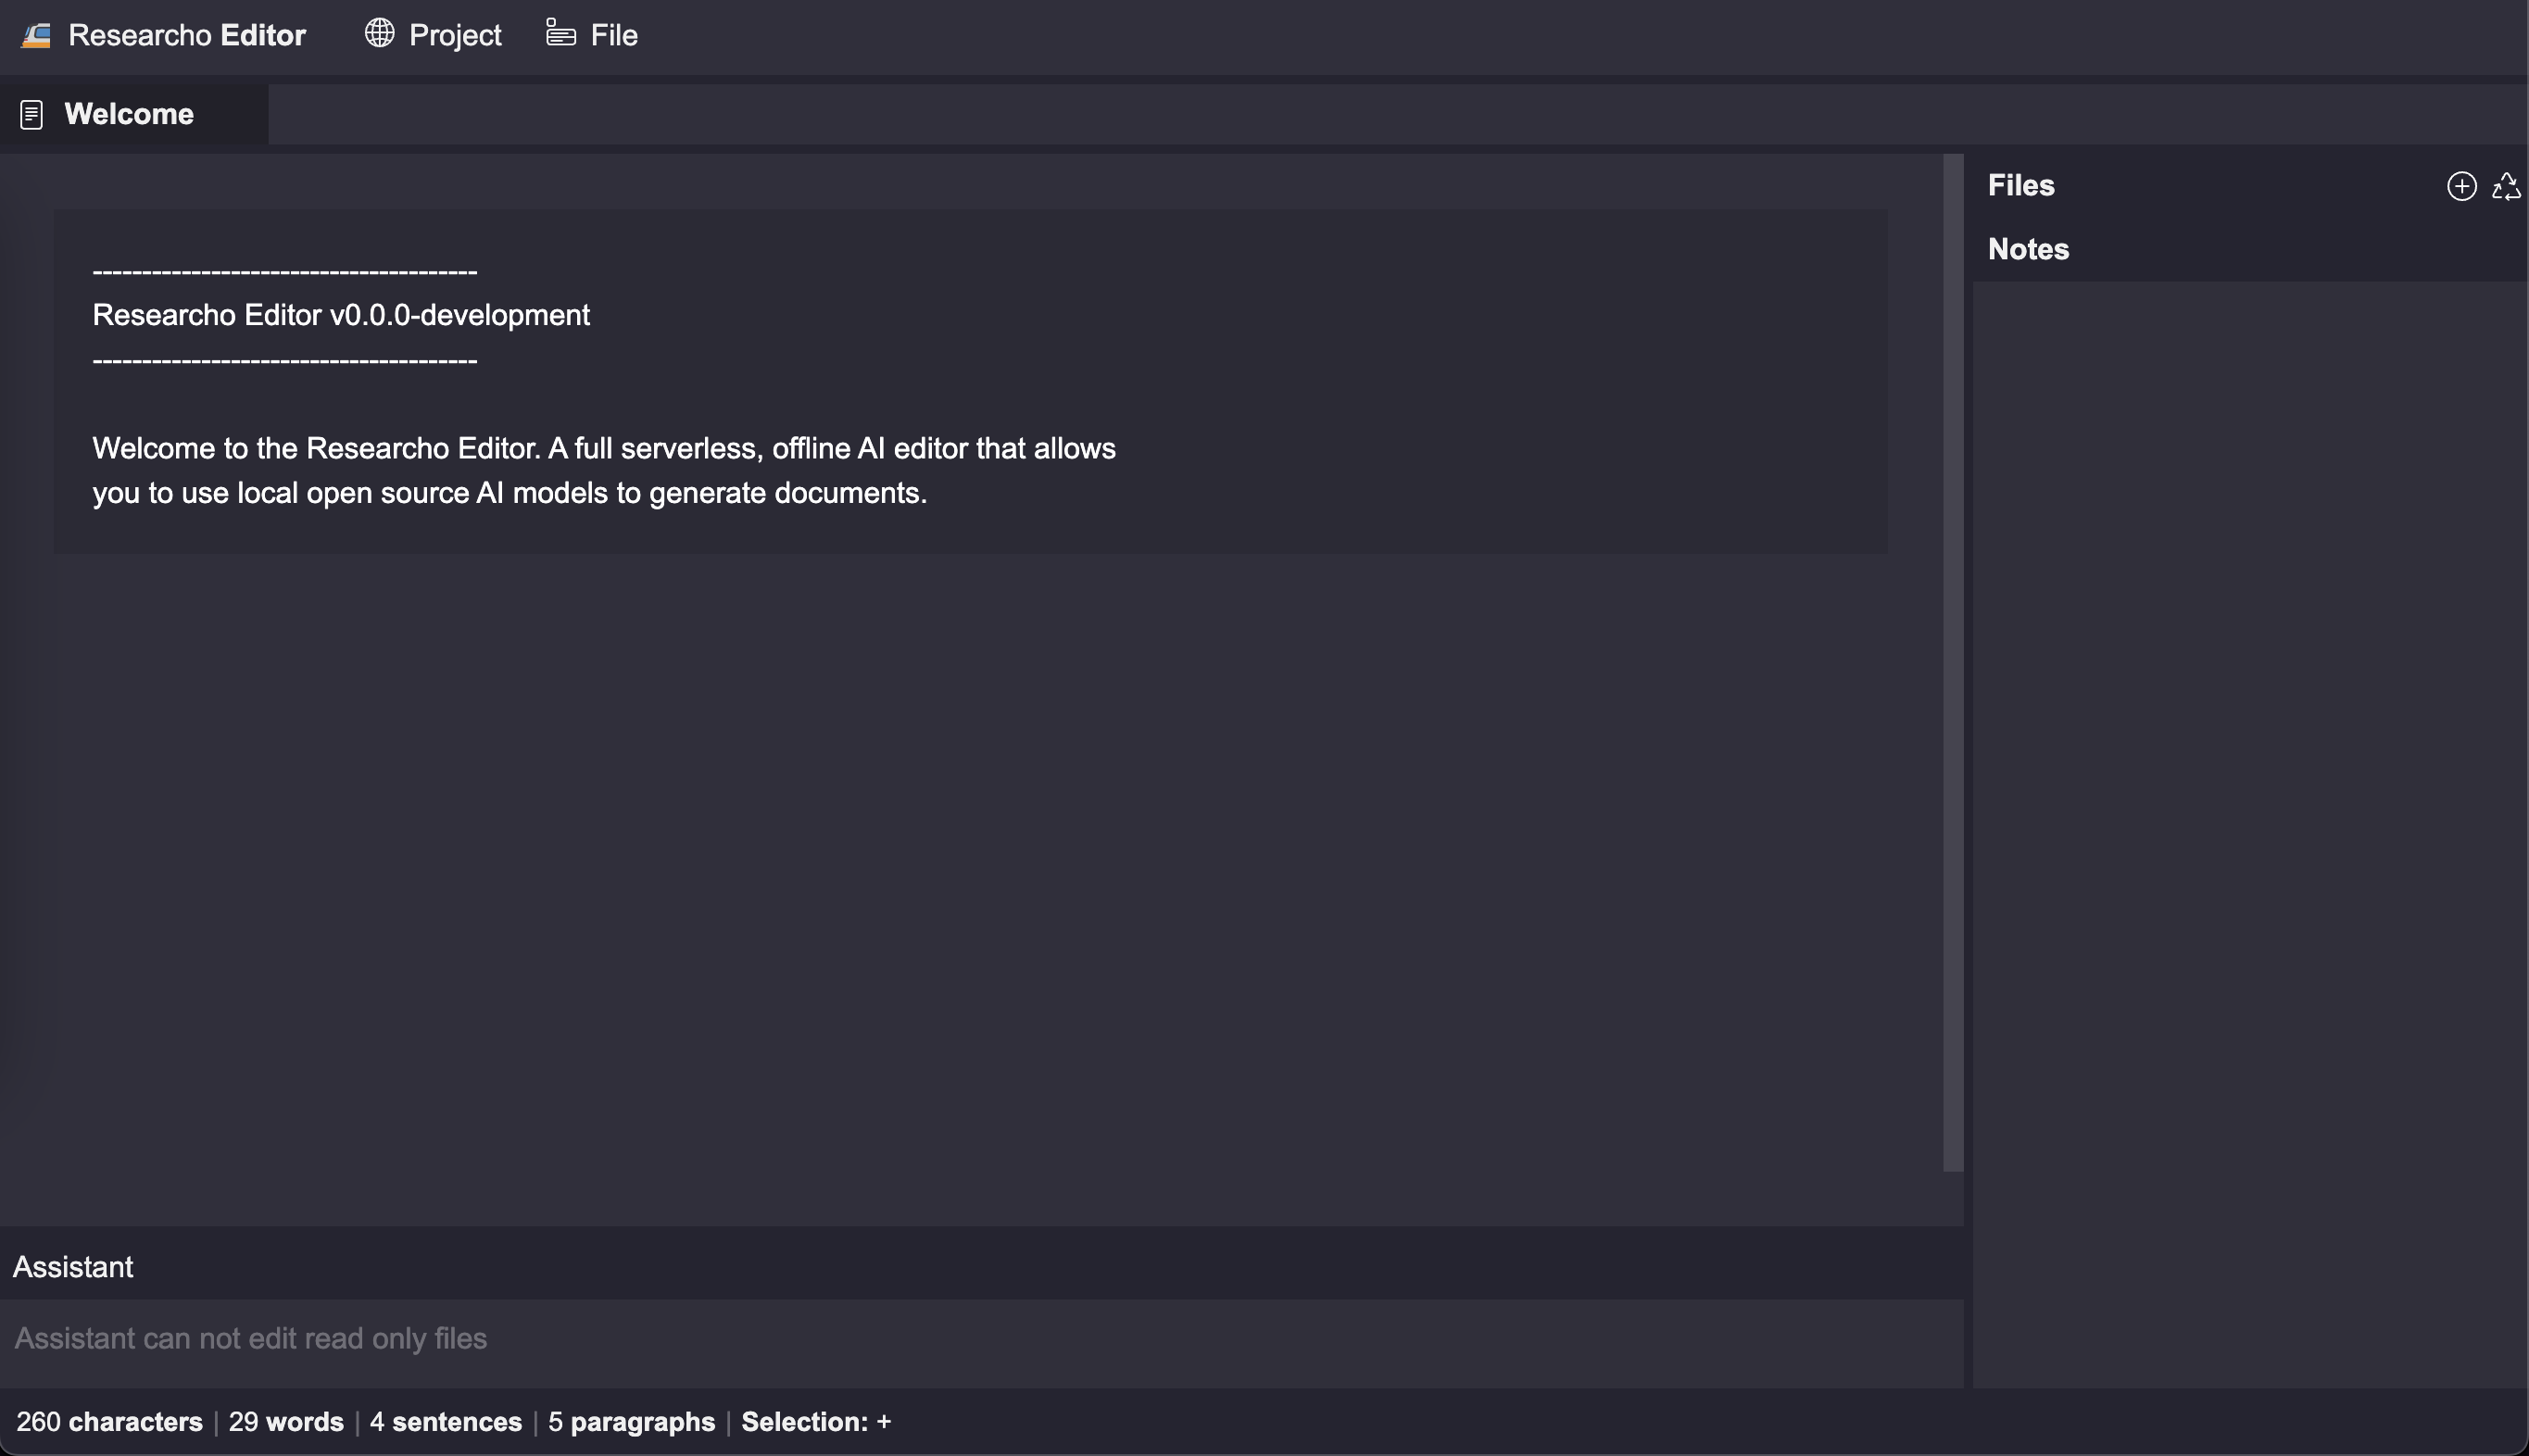 Researcho Editor
Project
File
Welcome
Files
Notes
---------------------------------------
Researcho Editor v0.0.0-development
---------------------------------------
Welcome to the Researcho Editor. A full serverless, offline AI editor that allows
you to use local open source AI models to generate documents.
Assistant
Assistant can not edit read only files
260 characters | 29 words | 4 sentences | 5 paragraphs | Selection: +